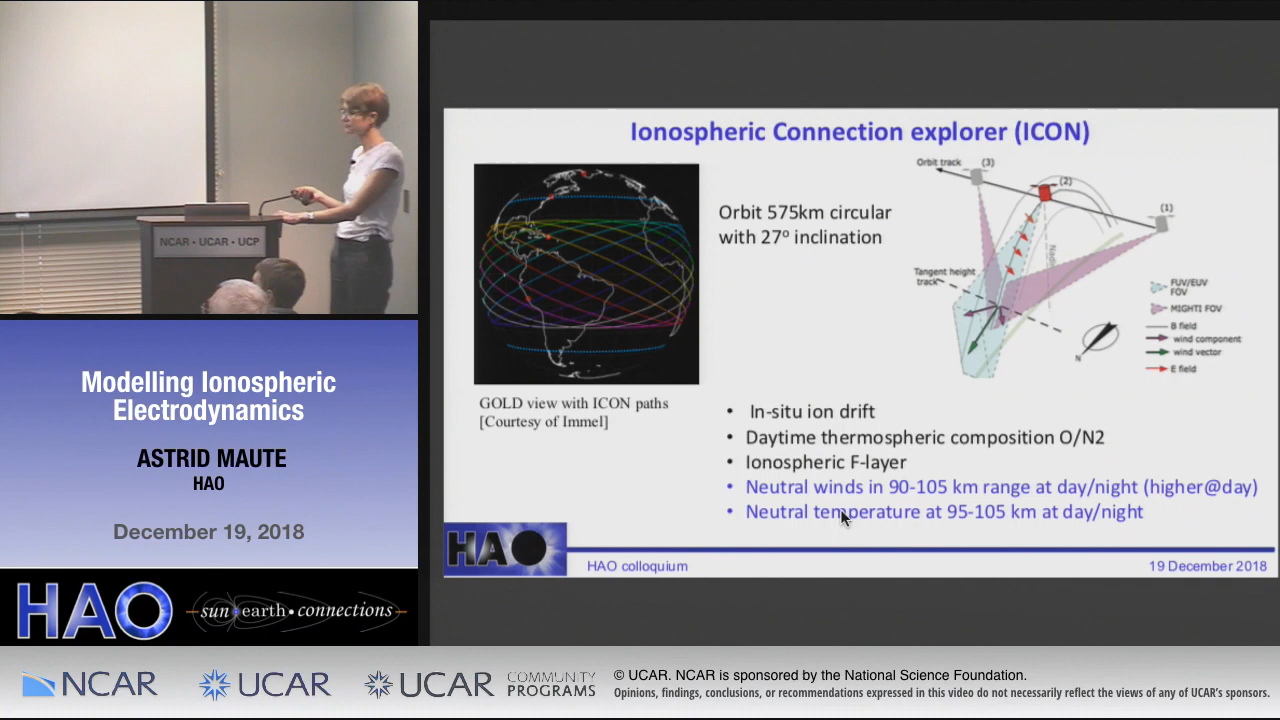 NCAR • UCAR • UCP
Modelling Ionospheric
Electrodynamics
ASTRID MAUTE
HAO
December 19, 2018
HAO
sun earth • connections
Ionospheric Connection explorer (ICON)
Orbit 575km circular
with 27º inclination
GOLD view with ICON paths
[Courtesy of Immel]
Orbit track
(3)
(2)
(1)
Tangent height
track
FUV/EUV
FOV
MIGHTI FOV
B field
wind component
wind vector
E field
N
• In-situ ion drift
• Daytime thermospheric composition O/N2
• Ionospheric F-layer
• Neutral winds in 90-105 km range at day/night (higher@day)
• Neutral temperature at 95-105 km at day/night
HAO
HAO colloquium
19 December 2018
NCAR
UCAR
UCAR
COMMUNITY
PROGRAMS
© UCAR. NCAR is sponsored by the National Science Foundation.
Opinions, findings, conclusions, or recommendations expressed in this video do not necessarily reflect the views of any of UCAR's sponsors.